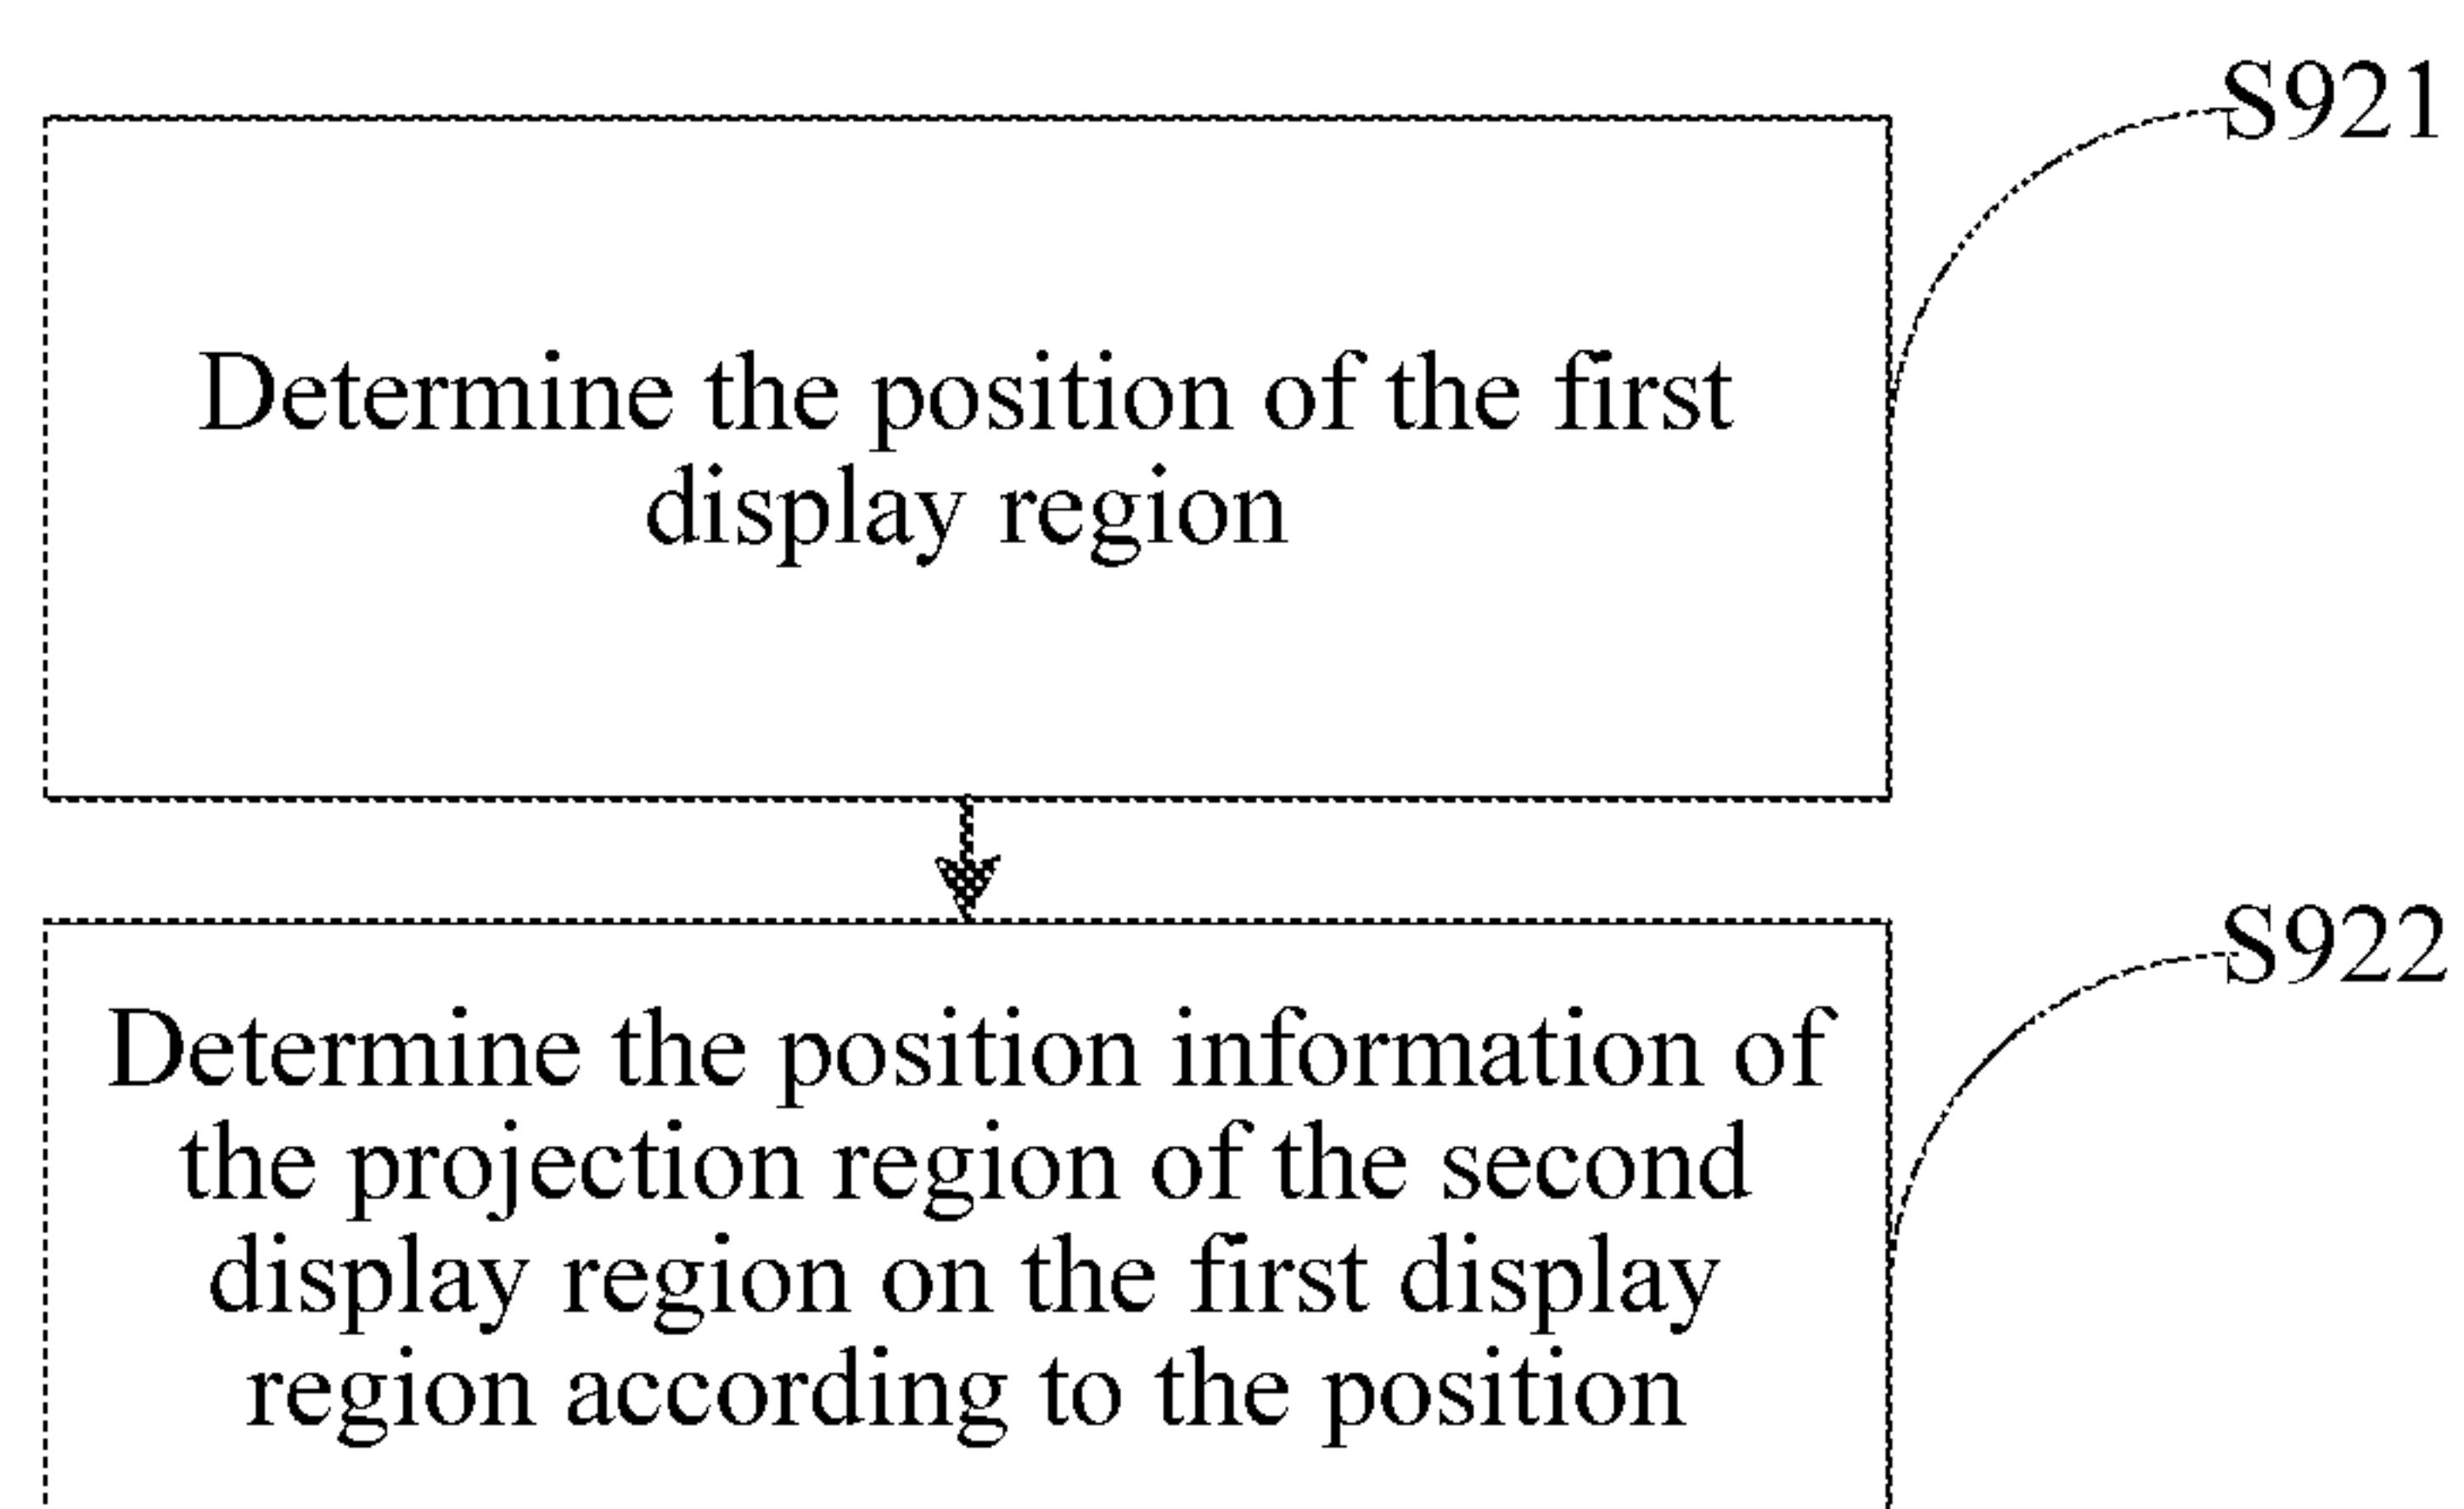 S921
Determine the position of the first
display region
S922
Determine the position information of
the projection region of the second
display region on the first display
region according to the position